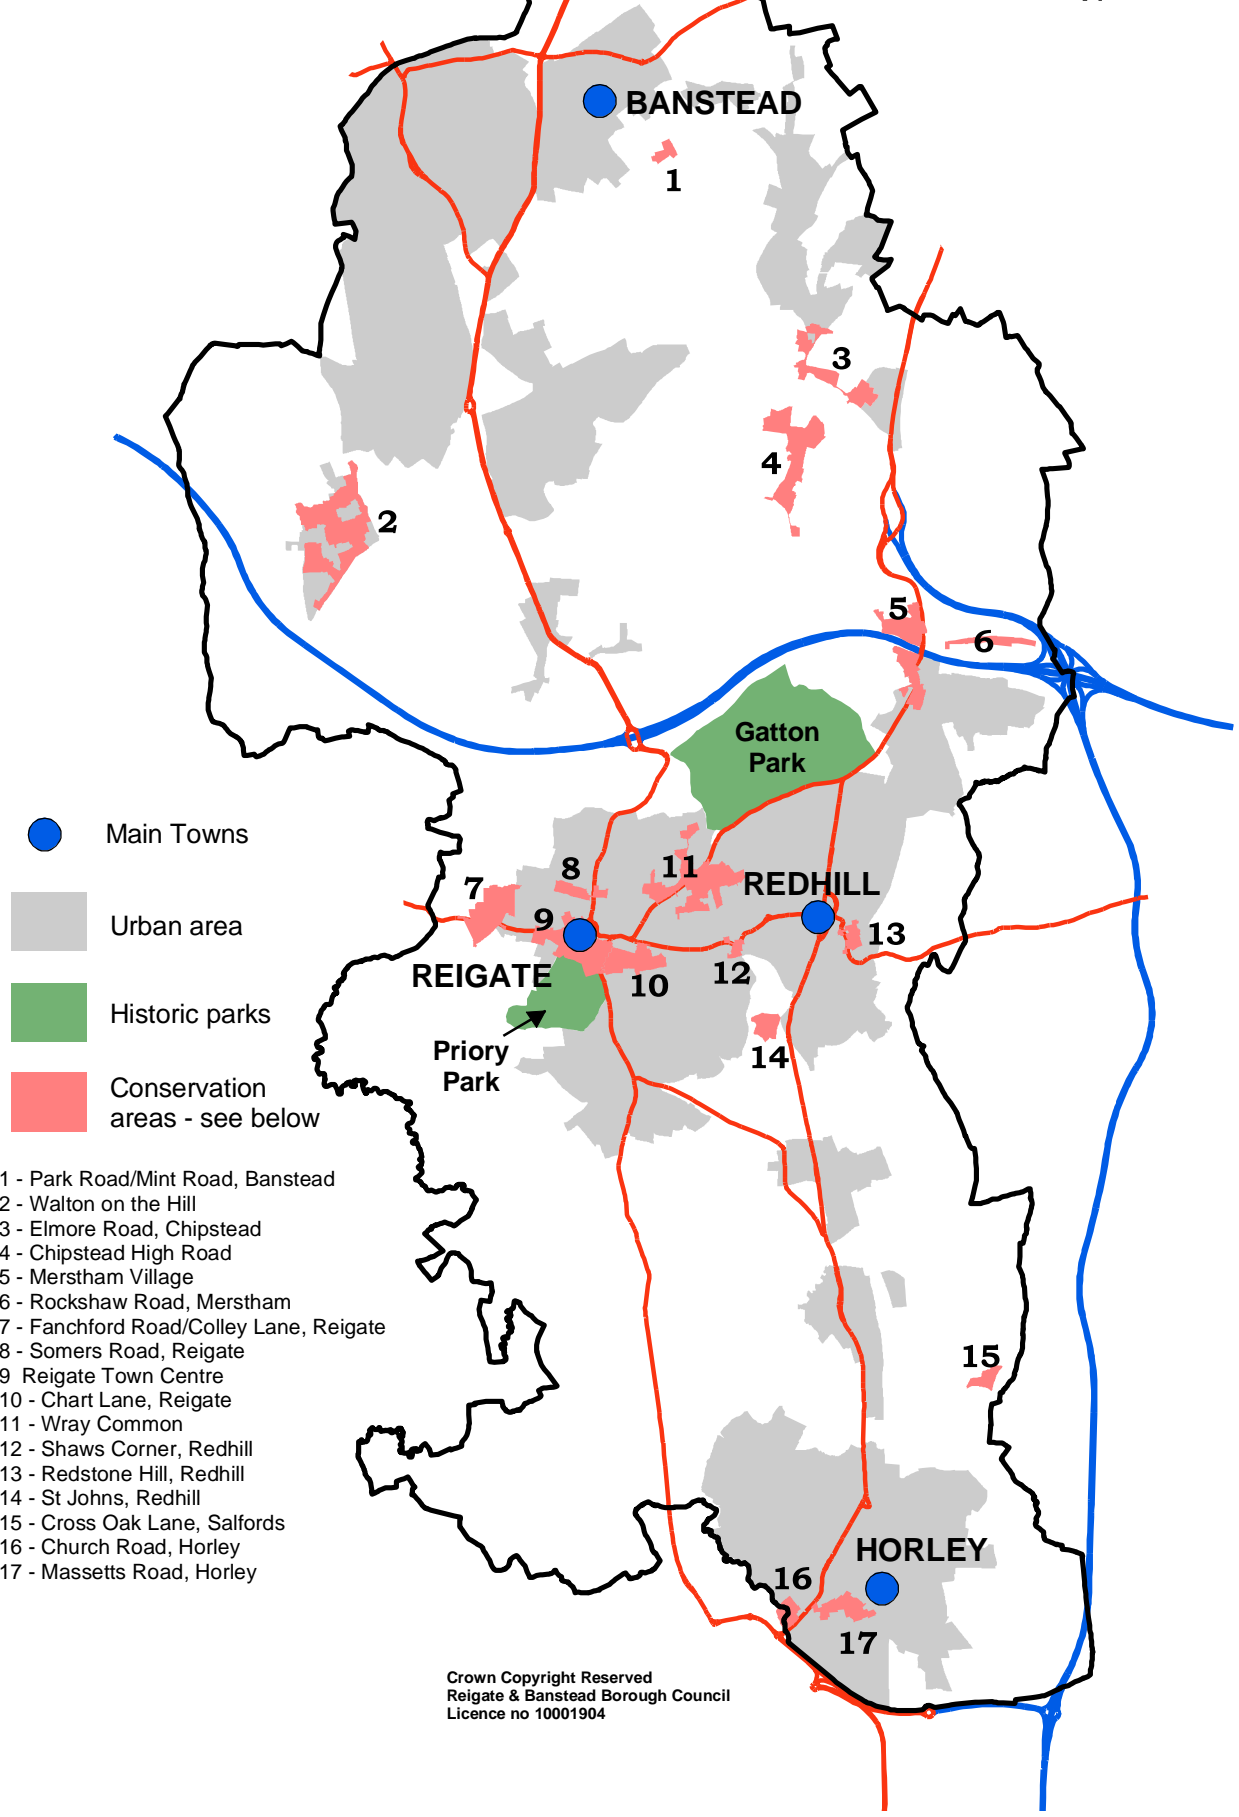 BANSTEAD
1
3
4
2
5
6
Gatton
Park
Main Towns
8
11
7
REDHILL
9
Urban area
13
REIGATE
12
10
Historic parks
Priory
Park
14
Conservation
areas - see below
1 - Park Road/Mint Road, Banstead
2 - Walton on the Hill
3 - Elmore Road, Chipstead
4 - Chipstead High Road
5 - Merstham Village
6 - Rockshaw Road, Merstham
7 - Fanchford Road/Colley Lane, Reigate
8 - Somers Road, Reigate
9 Reigate Town Centre
10 - Chart Lane, Reigate
11 - Wray Common
12 - Shaws Corner, Redhill
13 - Redstone Hill, Redhill
14 - St Johns, Redhill
15 - Cross Oak Lane, Salfords
16 - Church Road, Horley
17 - Massetts Road, Horley
15
HORLEY
16
17
Crown Copyright Reserved
Reigate & Banstead Borough Council
Licence no 10001904